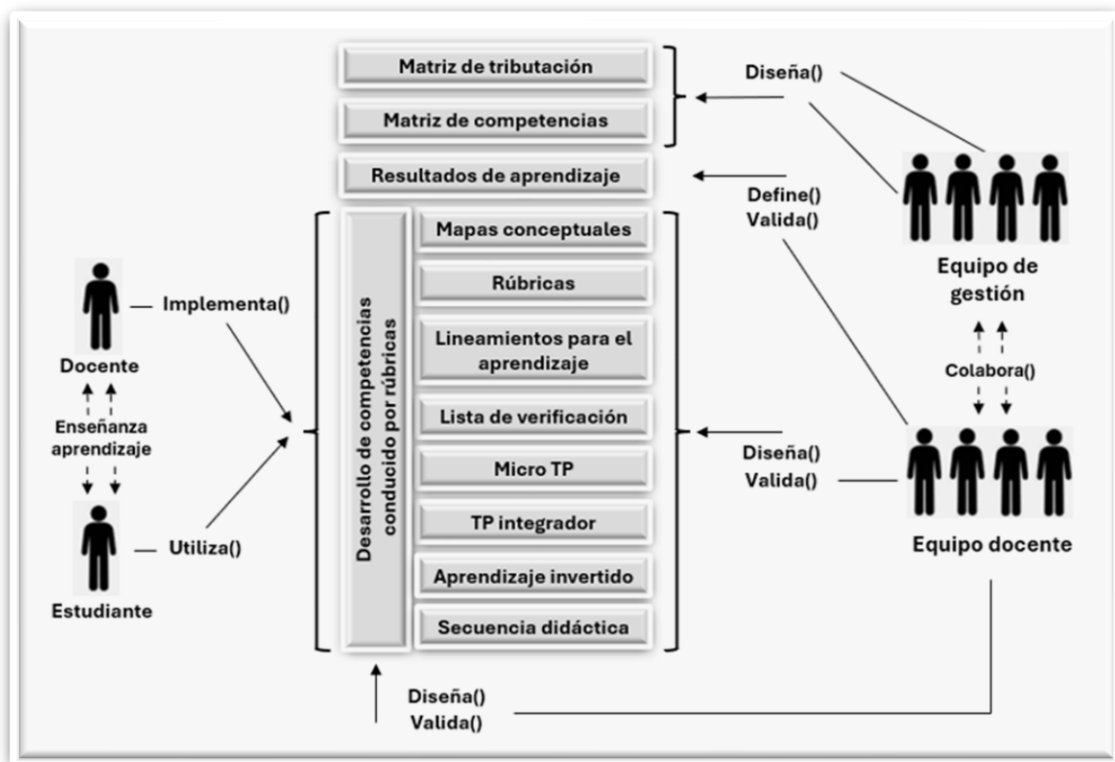 Matriz de tributación
Matriz de competencias
Resultados de aprendizaje
Desarrollo de competencias
conducido por rúbricas
Mapas conceptuales
Rúbricas
Lineamientos para el
aprendizaje
Lista de verificación
Micro TP
TP integrador
Aprendizaje invertido
Secuencia didáctica
Diseña()
Define()
Valida()
Equipo de
gestión
Colabora()
Diseña()
Valida()
Equipo docente
Implementa()
Docente
Enseñanza
aprendizaje
Utiliza()
Estudiante
Diseña()
Valida()